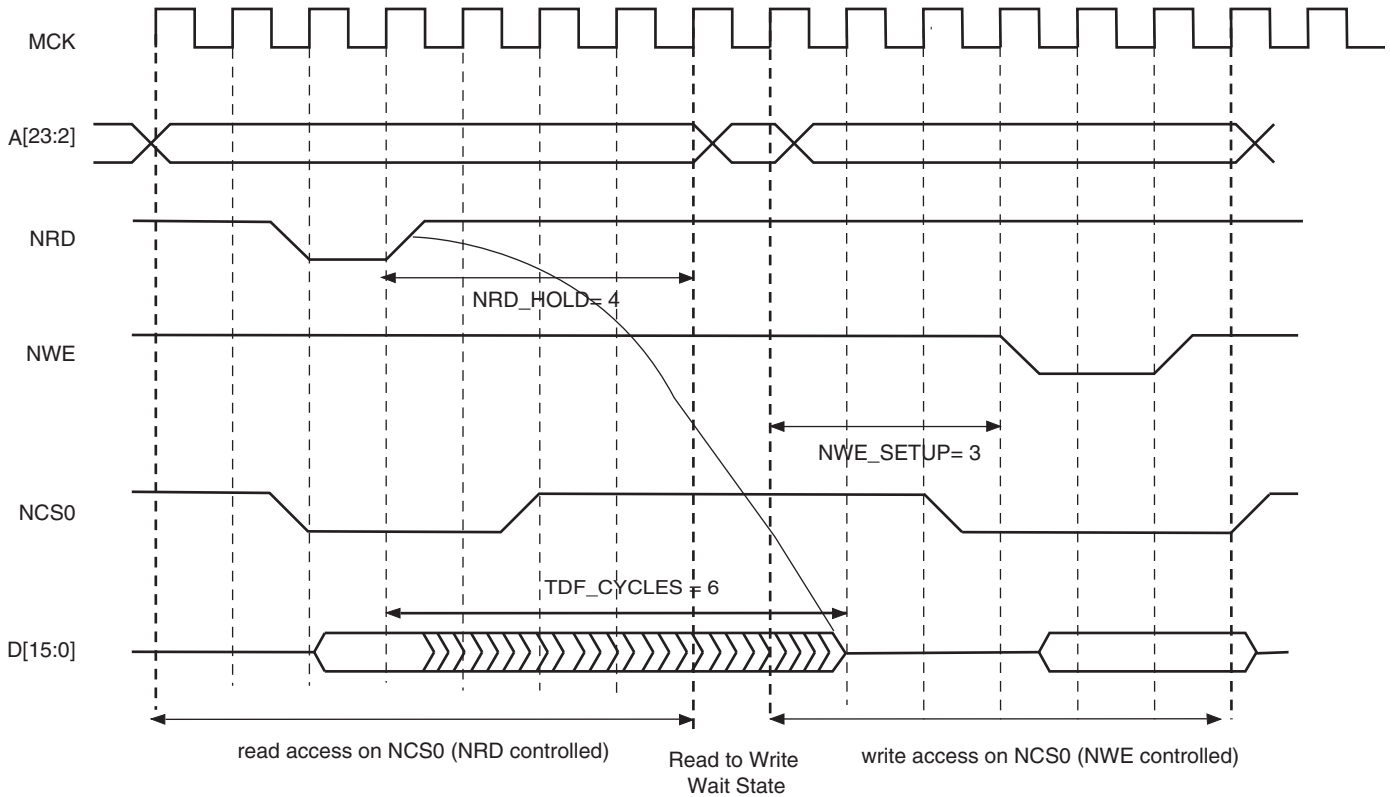 MCK
A[23:2]
NRD
NRD_HOLD= 4
NWE
NWE_SETUP= 3
NCS0
TDF_CYCLES = 6
D[15:0]
read access on NCS0 (NRD controlled)
Read to Write
Wait State
write access on NCS0 (NWE controlled)